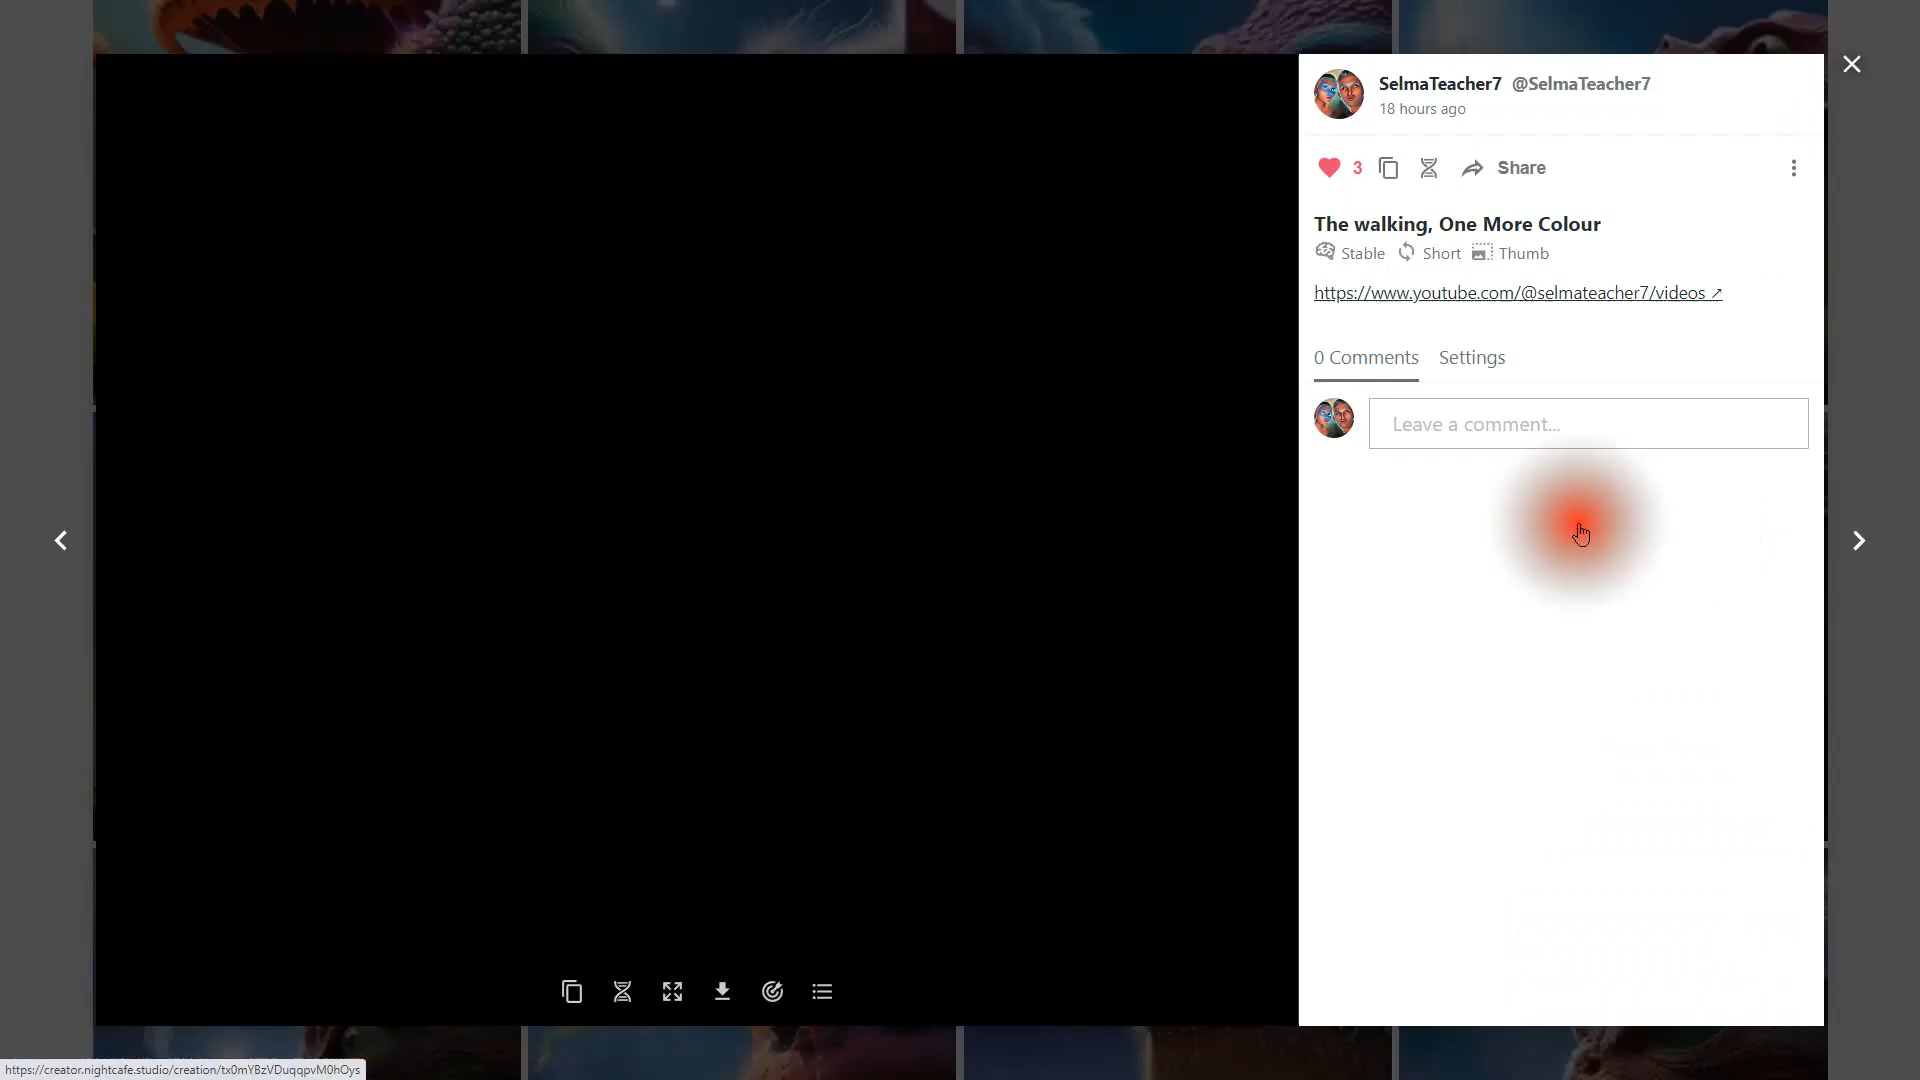 SelmaTeacher7 @SelmaTeacher7
18 hours ago
3 Share
The walking, One More Colour
Stable Short Thumb
https://www.youtube.com/@selmateacher7/videos ↗
0 Comments Settings
Leave a comment...
https://creator.nightcafe.studio/creation/tx0mYBzVDuqqpvM0hOys